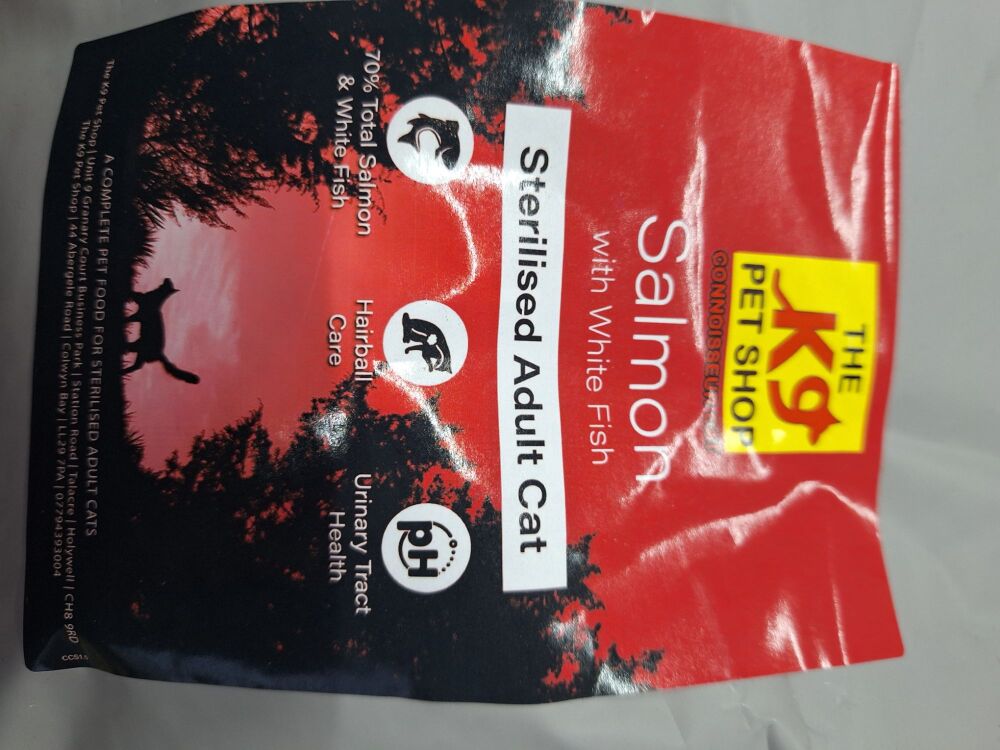 THE
K9
PET SHOP
CONNOISSEUR
Salmon
with White Fish
Sterilised Adult Cat
70% Total Salmon
& White Fish
Hairball
Care
pH
Urinary Tract
Health
A COMPLETE PET FOOD FOR STERILISED ADULT CATS
The K9 Pet Shop | Unit 9 Granary Court Business Park | Station Road | Talacre | Holywell | CH8 9RD
The K9 Pet Shop | 44 Abergele Road | Colwyn Bay | LL29 7PA | 07794393004